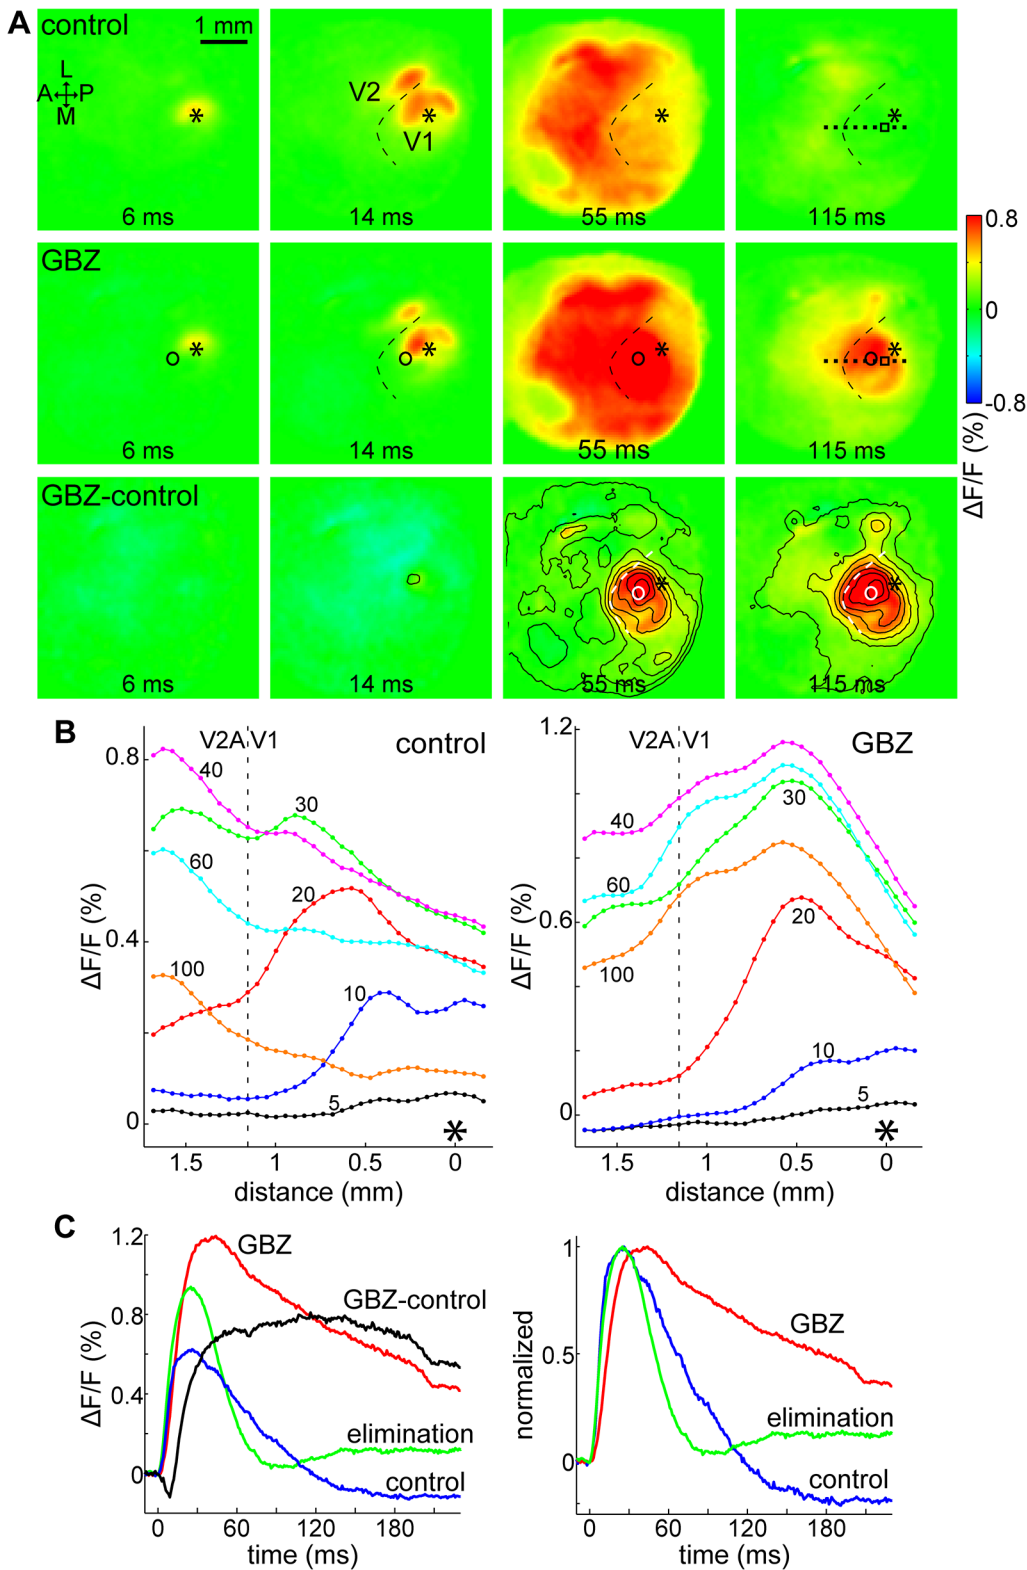 A
control
1 mm
L
A P
M
V2
V1
*
*
*
*
6 ms
14 ms
55 ms
115 ms
GBZ
*
*
*
*
6 ms
14 ms
55 ms
115 ms
0.8
0
-0.8
ΔF/F (%)
GBZ-control
*
*
6 ms
14 ms
55 ms
115 ms
B
V2A V1
control
0.8
0.4
0
ΔF/F (%)
40
30
60
20
100
10
5
*
1.5 1 0.5 0
distance (mm)
V2A V1
GBZ
1.2
0.6
0
ΔF/F (%)
40
30
60
20
100
10
5
*
1.5 1 0.5 0
distance (mm)
C
1.2
0.8
0.4
0
ΔF/F (%)
GBZ
GBZ-control
elimination
control
0 60 120 180
time (ms)
1
0.5
0
normalized
GBZ
elimination
control
0 60 120 180
time (ms)